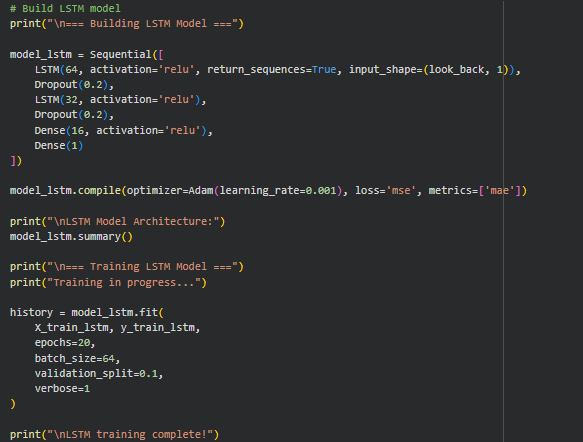 # Build LSTM model
print("\n=== Building LSTM Model ===")
model_lstm = Sequential([
    LSTM(64, activation='relu', return_sequences=True, input_shape=(look_back, 1)),
    Dropout(0.2),
    LSTM(32, activation='relu'),
    Dropout(0.2),
    Dense(16, activation='relu'),
    Dense(1)
])
model_lstm.compile(optimizer=Adam(learning_rate=0.001), loss='mse', metrics=['mae'])
print("\nLSTM Model Architecture:")
model_lstm.summary()
print("\n=== Training LSTM Model ===")
print("Training in progress...")
history = model_lstm.fit(
    X_train_lstm, y_train_lstm,
    epochs=20,
    batch_size=64,
    validation_split=0.1,
    verbose=1
)
print("\nLSTM training complete!")